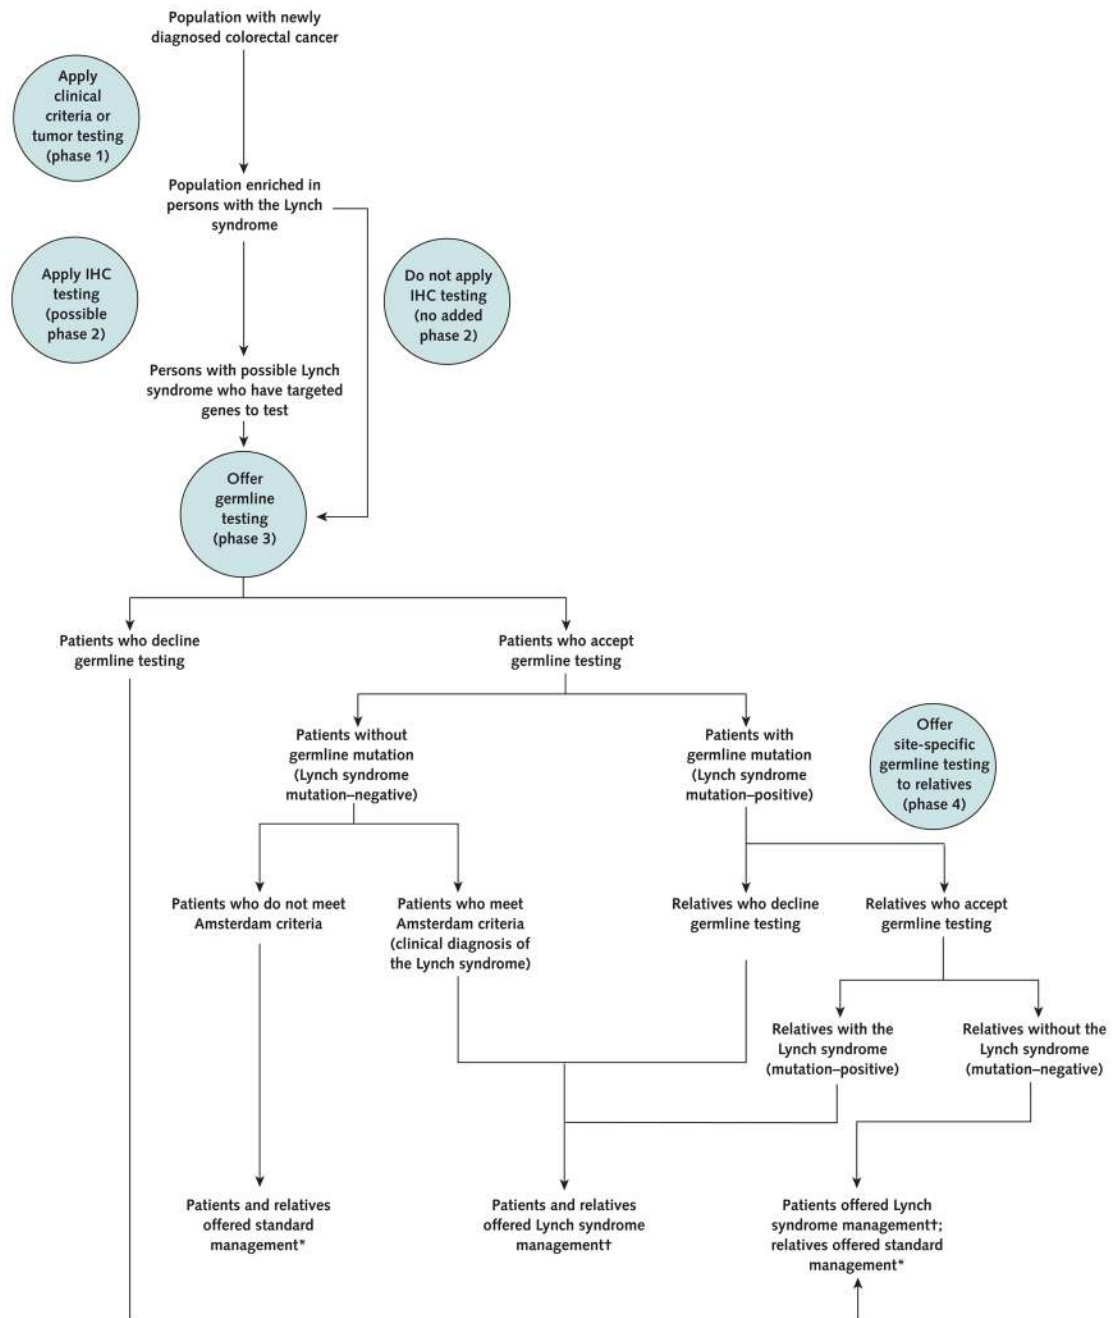 Population with newly
diagnosed colorectal cancer
Apply
clinical
criteria or
tumor testing
(phase 1)
Population enriched in
persons with the Lynch
syndrome
Apply IHC
testing
(possible
phase 2)
Do not apply
IHC testing
(no added
phase 2)
Persons with possible Lynch
syndrome who have targeted
genes to test
Offer
germline
testing
(phase 3)
Patients who decline
germline testing
Patients who accept
germline testing
Patients without
germline mutation
(Lynch syndrome
mutation–negative)
Patients with
germline mutation
(Lynch syndrome
mutation–positive)
Offer
site-specific
germline testing
to relatives
(phase 4)
Patients who do not meet
Amsterdam criteria
Patients who meet
Amsterdam criteria
(clinical diagnosis of
the Lynch syndrome)
Relatives who decline
germline testing
Relatives who accept
germline testing
Relatives with the
Lynch syndrome
(mutation–positive)
Relatives without the
Lynch syndrome
(mutation–negative)
Patients and relatives
offered standard
management*
Patients and relatives
offered Lynch syndrome
management†
Patients offered Lynch
syndrome management†;
relatives offered standard
management*